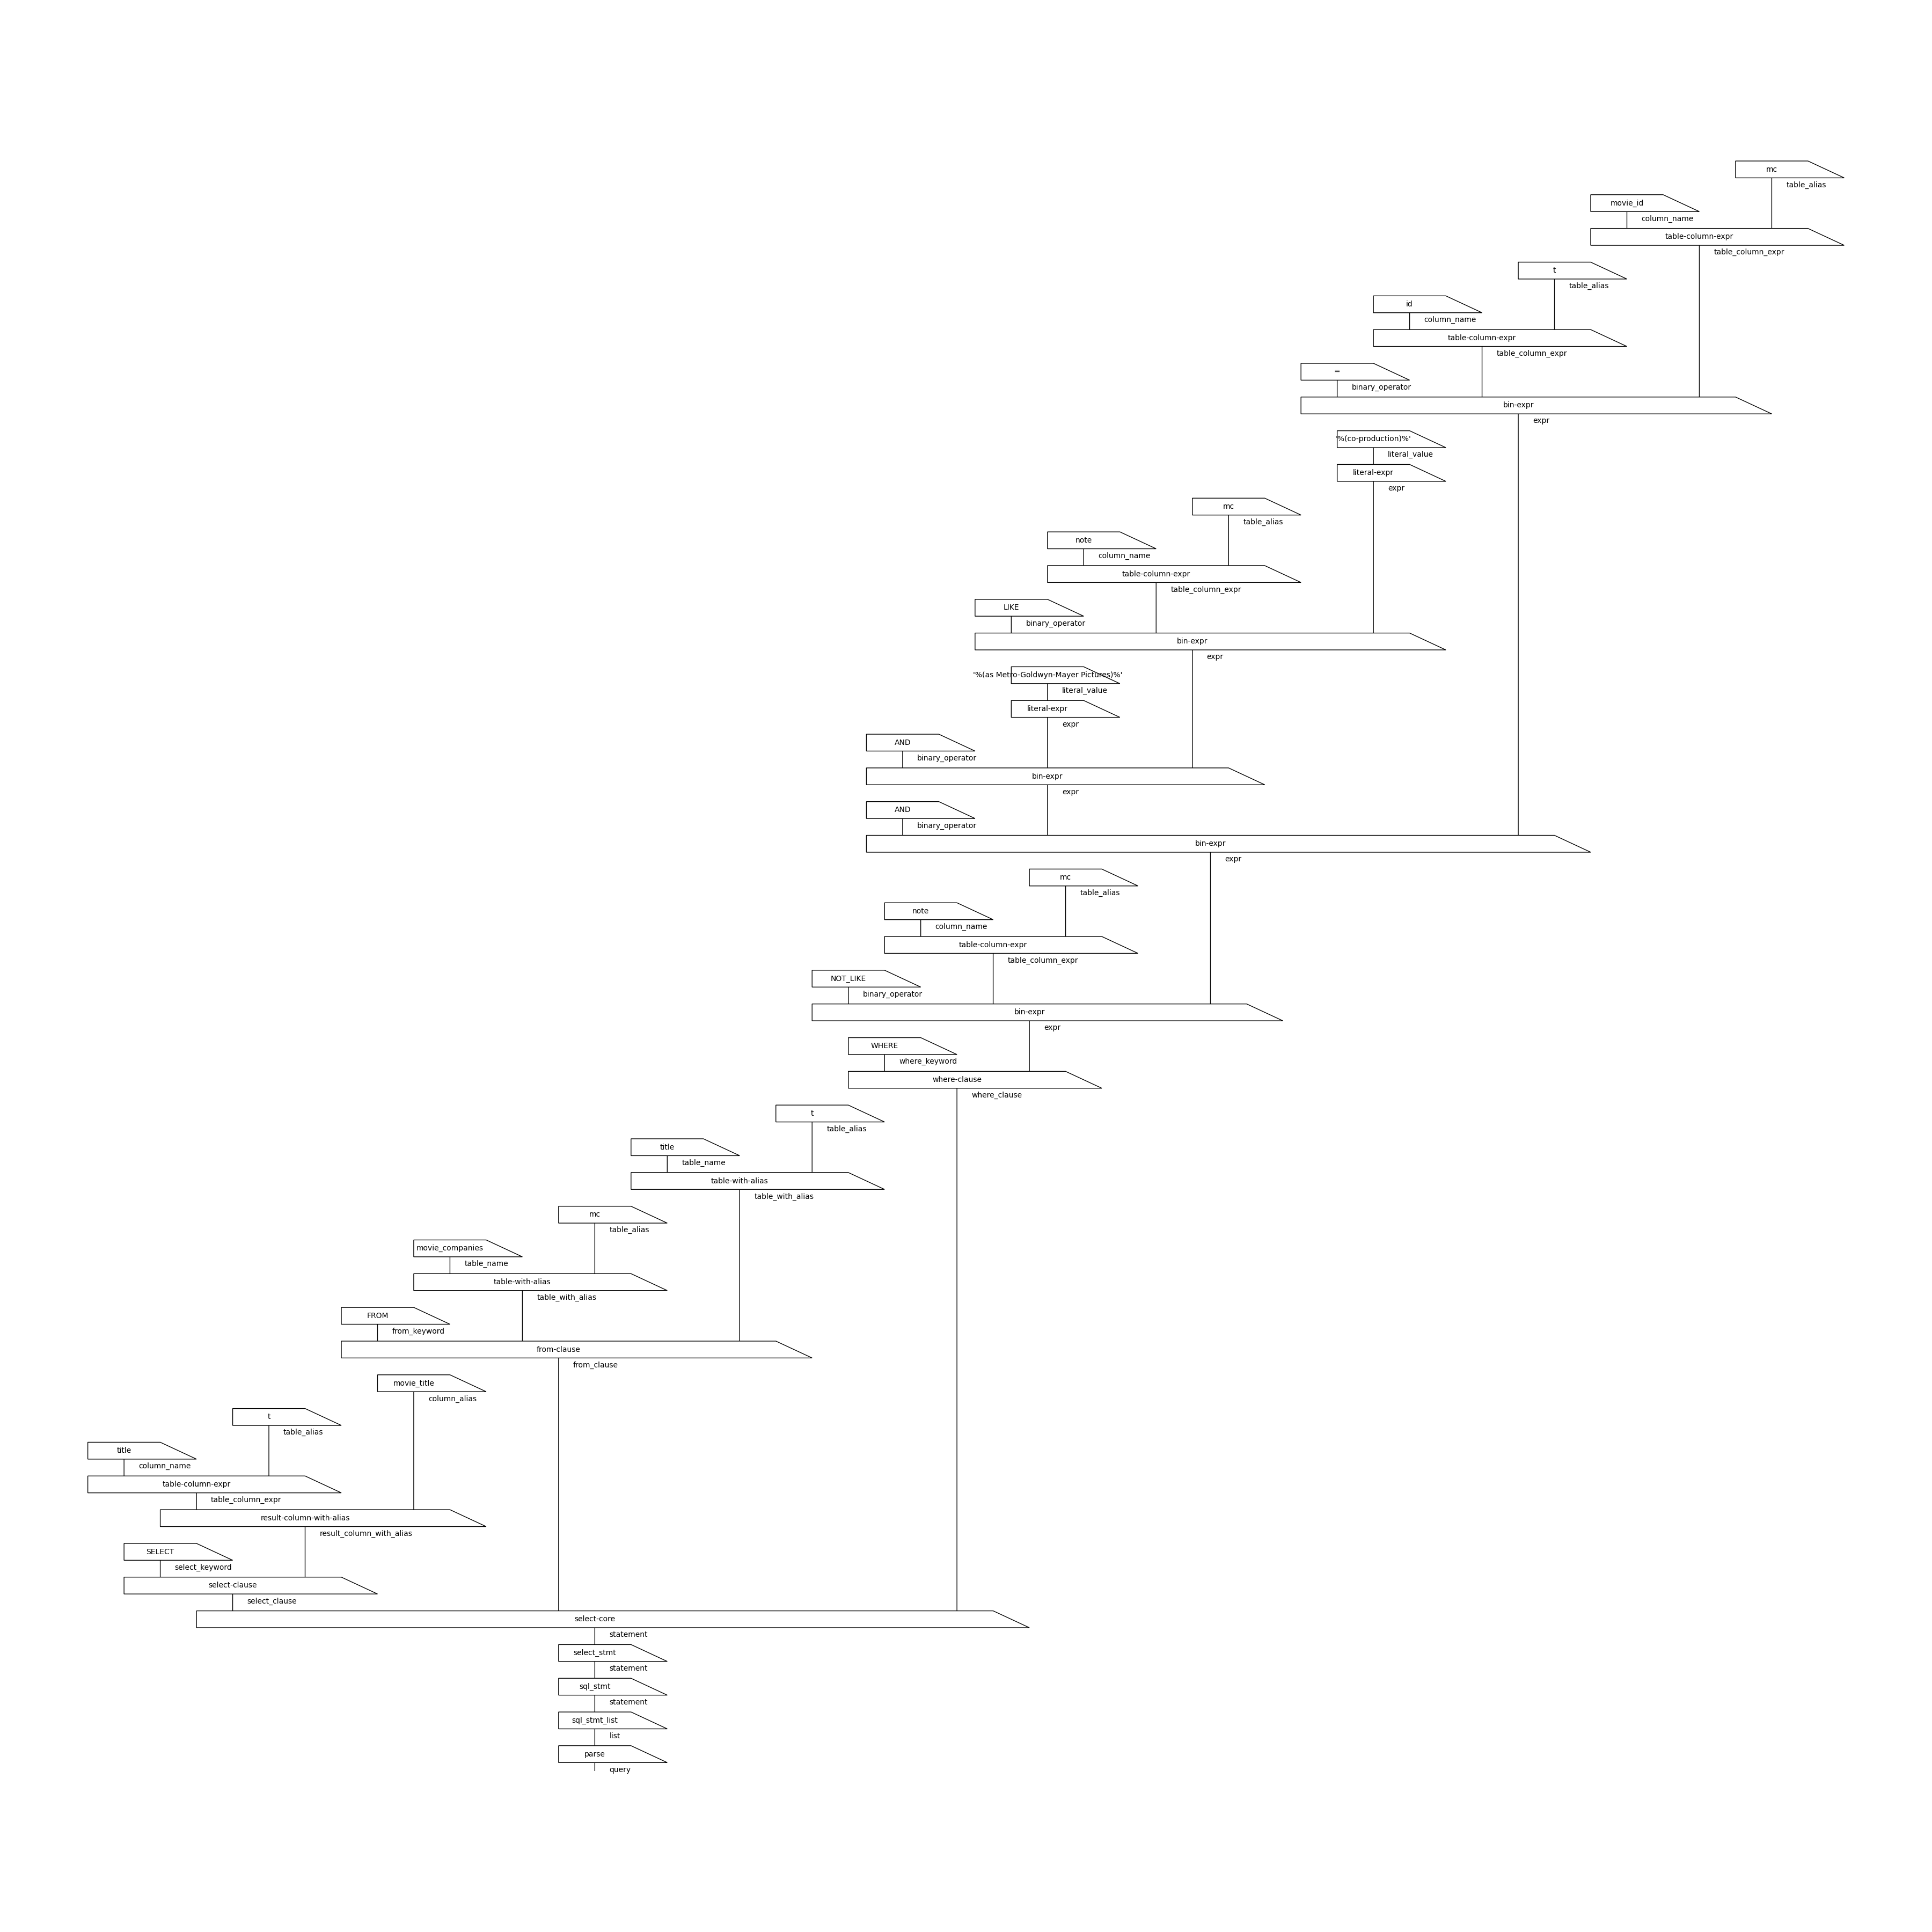 mc
table_alias
movie_id
column_name
table-column-expr
table_column_expr
t
table_alias
id
column_name
table-column-expr
table_column_expr
=
binary_operator
bin-expr
expr
'%(co-production)%'
literal_value
literal-expr
expr
mc
table_alias
note
column_name
table-column-expr
table_column_expr
LIKE
binary_operator
bin-expr
expr
'%(as Metro-Goldwyn-Mayer Pictures)%'
literal_value
literal-expr
expr
AND
binary_operator
bin-expr
expr
AND
binary_operator
bin-expr
expr
mc
table_alias
note
column_name
table-column-expr
table_column_expr
NOT_LIKE
binary_operator
bin-expr
expr
WHERE
where_keyword
where-clause
where_clause
t
table_alias
title
table_name
table-with-alias
table_with_alias
mc
table_alias
movie_companies
table_name
table-with-alias
table_with_alias
FROM
from_keyword
from-clause
from_clause
movie_title
column_alias
t
table_alias
title
column_name
table-column-expr
table_column_expr
result-column-with-alias
result_column_with_alias
SELECT
select_keyword
select-clause
select_clause
select-core
statement
select_stmt
statement
sql_stmt
statement
sql_stmt_list
list
parse
query